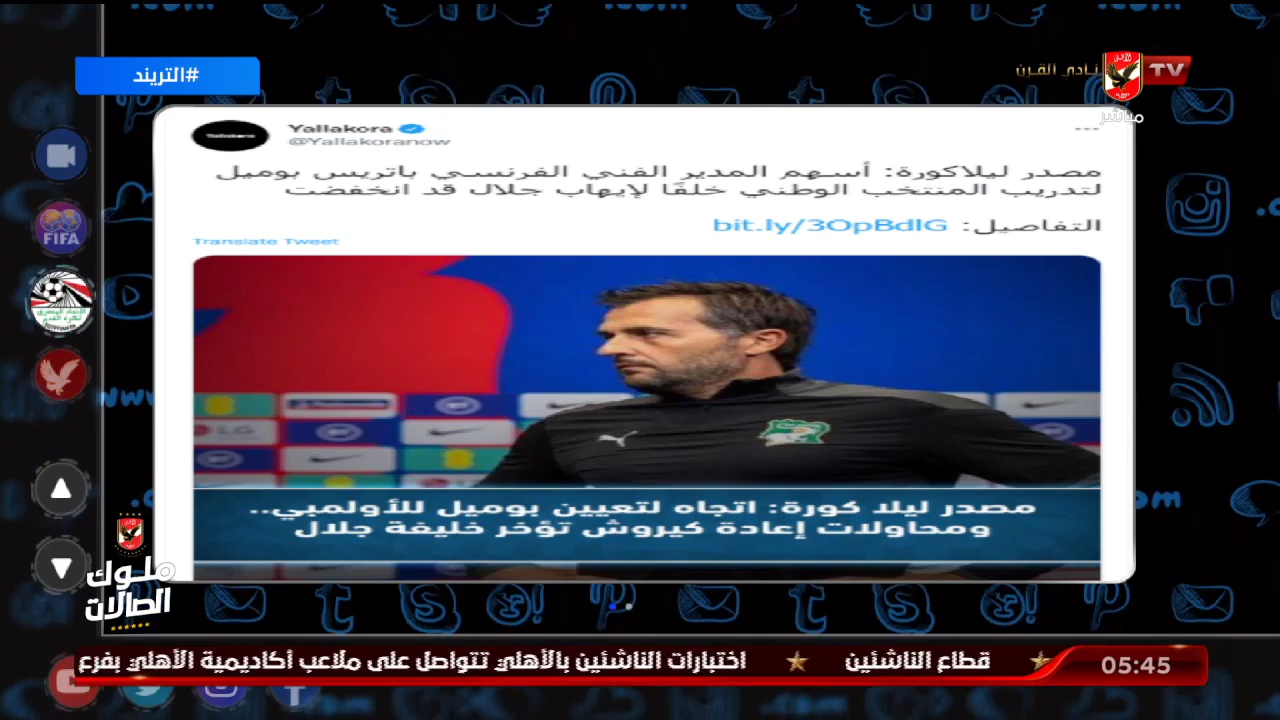 #التريند
نادي القرن
TV
مباشر
Yallakora
@Yallakoranow
مصدر ليلاكورة: أسهم المدير الفني الفرنسي باتريس بوميل
لتدريب المنتخب الوطني خلفًا لإيهاب جلال قد انخفضت
التفاصيل: bit.ly/3OpBdlG
Translate Tweet
FIFA
مصدر ليلا كورة: اتجاه لتعيين بوميل للأولمبي..
ومحاولات إعادة كيروش تؤخر خليفة جلال
ملوك
الصالات
قطاع الناشئين
اختبارات الناشئين بالأهلي تتواصل على ملاعب أكاديمية الأهلي بفرع
05:45